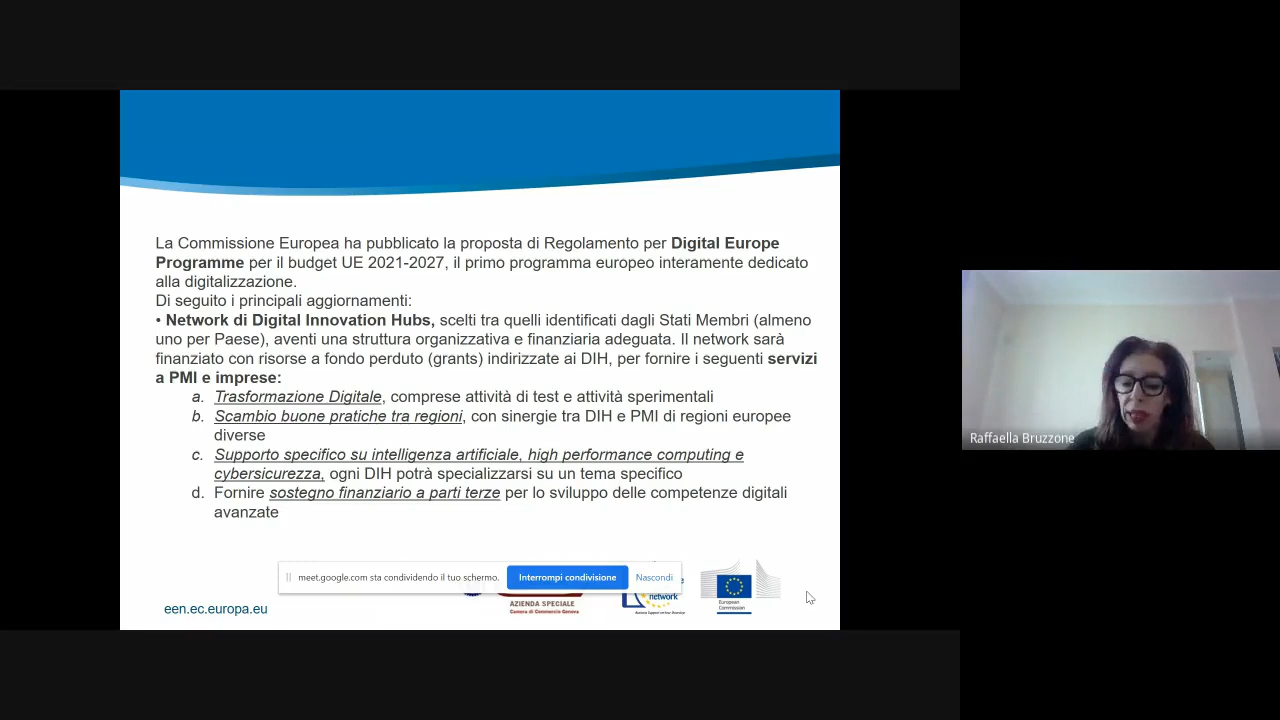 La Commissione Europea ha pubblicato la proposta di Regolamento per Digital Europe
Programme per il budget UE 2021-2027, il primo programma europeo interamente dedicato
alla digitalizzazione.
Di seguito i principali aggiornamenti:
• Network di Digital Innovation Hubs, scelti tra quelli identificati dagli Stati Membri (almeno
uno per Paese), aventi una struttura organizzativa e finanziaria adeguata. Il network sarà
finanziato con risorse a fondo perduto (grants) indirizzate ai DIH, per fornire i seguenti servizi
a PMI e imprese:
a. Trasformazione Digitale, comprese attività di test e attività sperimentali
b. Scambio buone pratiche tra regioni, con sinergie tra DIH e PMI di regioni europee
diverse
c. Supporto specifico su intelligenza artificiale, high performance computing e
cybersicurezza, ogni DIH potrà specializzarsi su un tema specifico
d. Fornire sostegno finanziario a parti terze per lo sviluppo delle competenze digitali
avanzate
Raffaella Bruzzone
meet.google.com sta condividendo il tuo schermo.
Interrompi condivisione
Nascondi
een.ec.europa.eu
AZIENDA SPECIALE
Camera di Commercio Genova
network
European
Commission